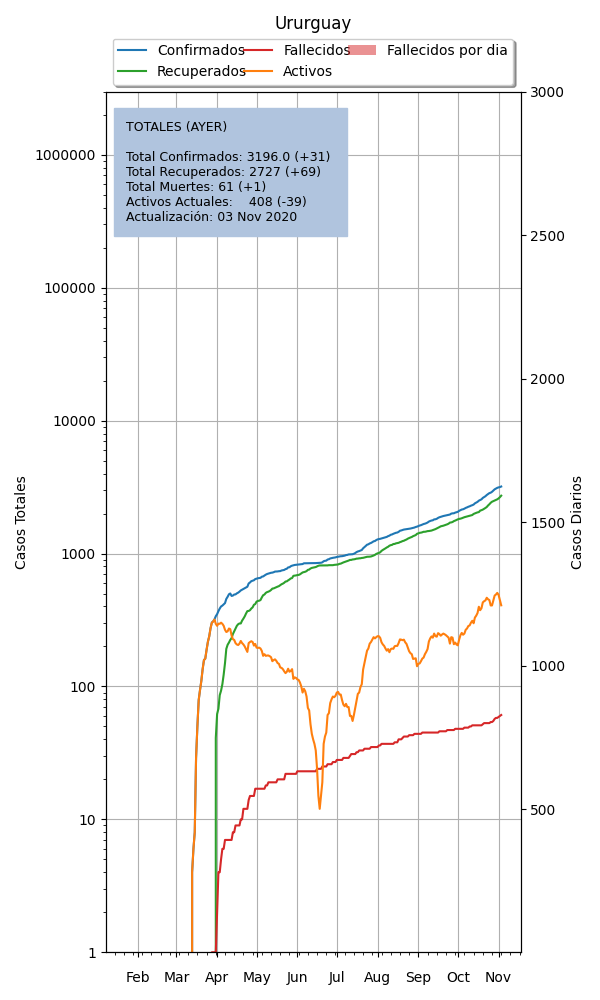 Ururguay
Confirmados
Recuperados
Fallecidos
Activos
Fallecidos por dia
TOTALES (AYER)
Total Confirmados: 3196.0 (+31)
Total Recuperados: 2727 (+69)
Total Muertes: 61 (+1)
Activos Actuales: 408 (-39)
Actualización: 03 Nov 2020
Casos Totales
1000000
100000
10000
1000
100
10
1
Casos Diarios
3000
2500
2000
1500
1000
500
Feb Mar Apr May Jun Jul Aug Sep Oct Nov